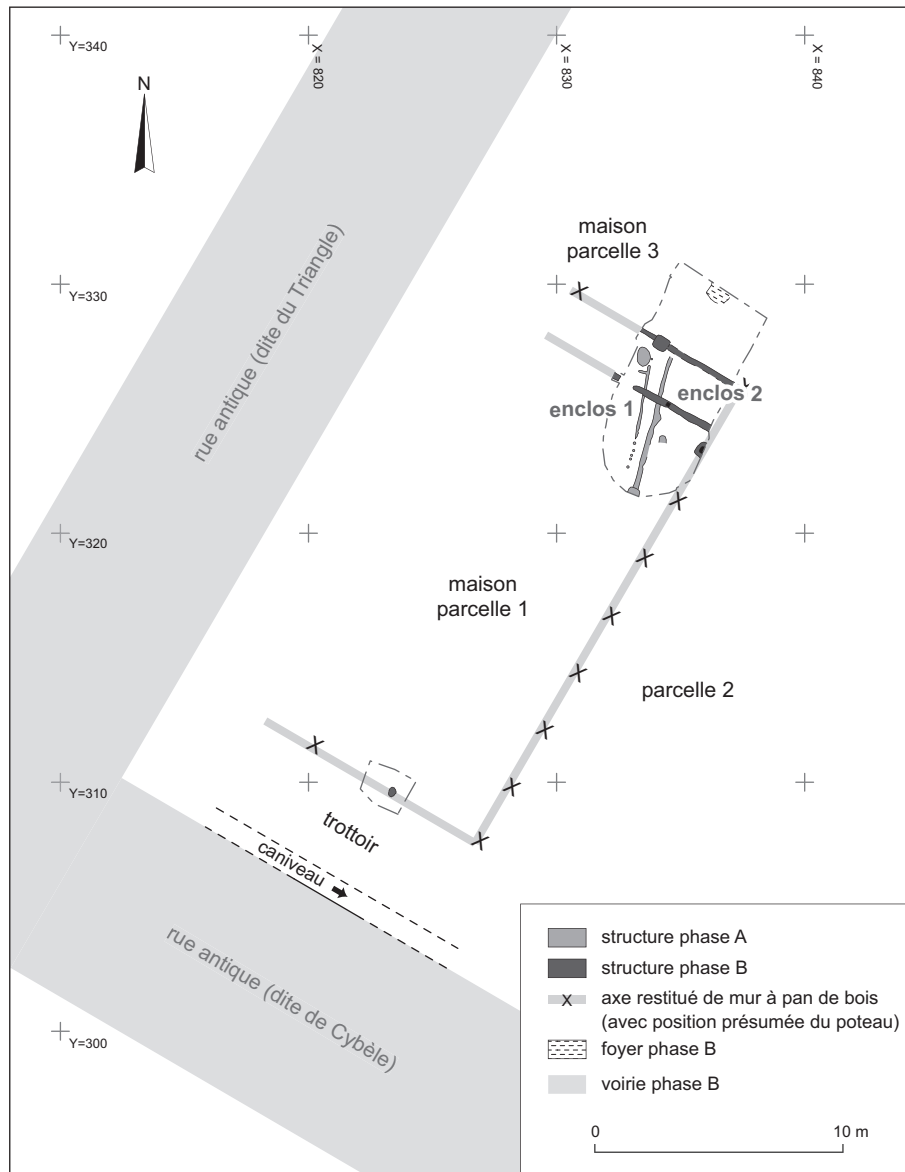 Y=340
X = 820
X = 830
X = 840
N
rue antique (dite du Triangle)
maison
parcelle 3
Y=330
enclos 1
enclos 2
Y=320
maison
parcelle 1
parcelle 2
Y=310
trottoir
caniveau
rue antique (dite de Cybèle)
Y=300
structure phase A
structure phase B
x axe restitué de mur à pan de bois
(avec position présumée du poteau)
foyer phase B
voirie phase B
0 10 m